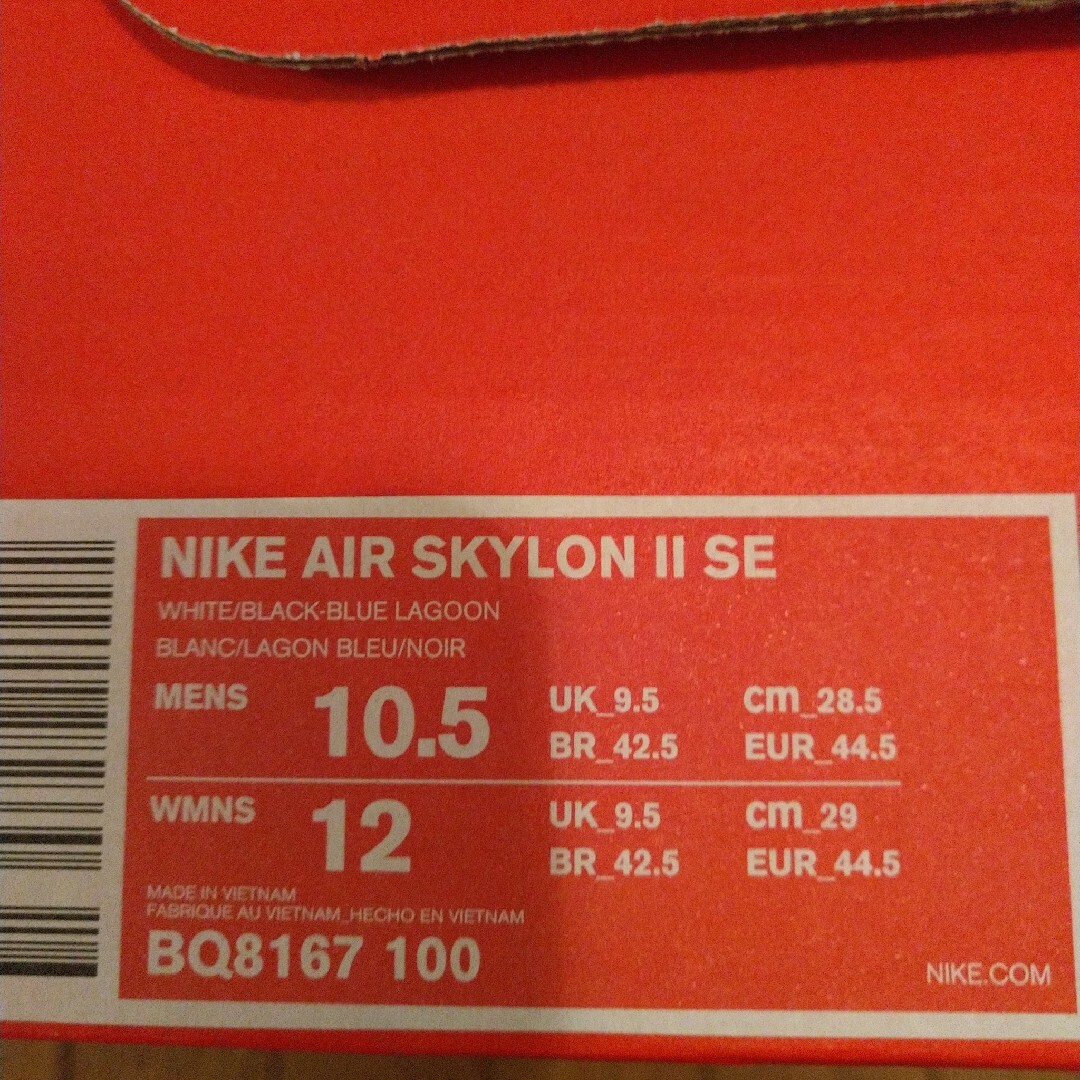 NIKE AIR SKYLON II SE
WHITE/BLACK-BLUE LAGOON
BLANC/LAGON BLEU/NOIR
MENS 10.5 UK_9.5 cm_28.5
BR_42.5 EUR_44.5
WMNS 12 UK_9.5 cm_29
BR_42.5 EUR_44.5
MADE IN VIETNAM
FABRIQUE AU VIETNAM_HECHO EN VIETNAM
BQ8167 100
NIKE.COM